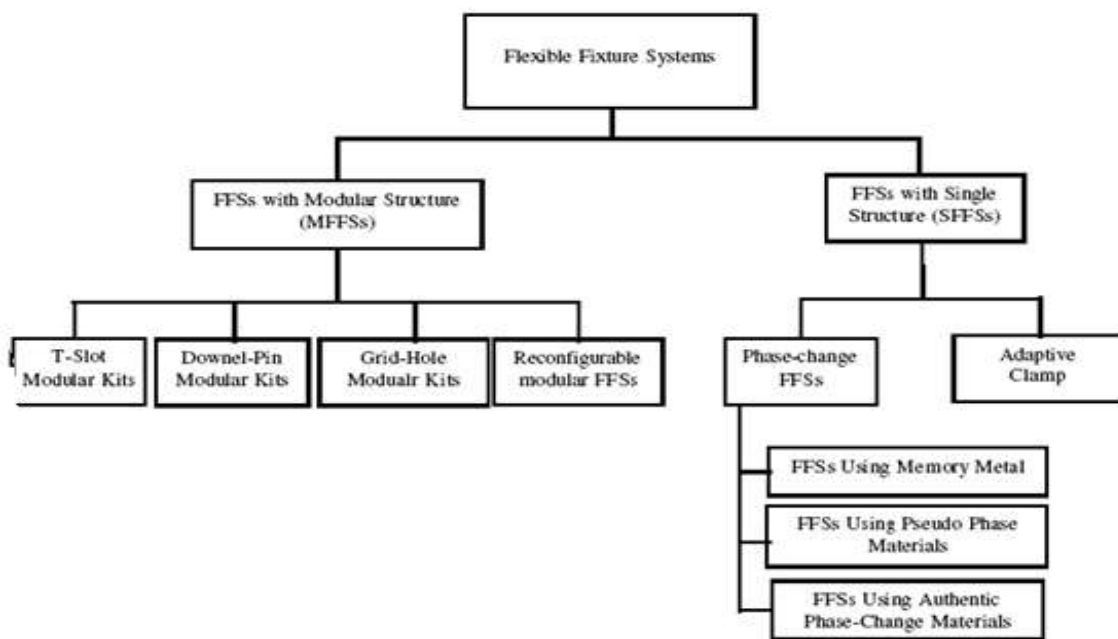 Flexible Fixture Systems
FFSs with Modular Structure
(MFFSs)
FFSs with Single
Structure (SFFSs)
T-Slot
Modular Kits
Downel-Pin
Modular Kits
Grid-Hole
Modualr Kits
Reconfigurable
modular FFSs
Phase-change
FFSs
Adaptive
Clamp
FFSs Using Memory Metal
FFSs Using Pseudo Phase
Materials
FFSs Using Authentic
Phase-Change Materials